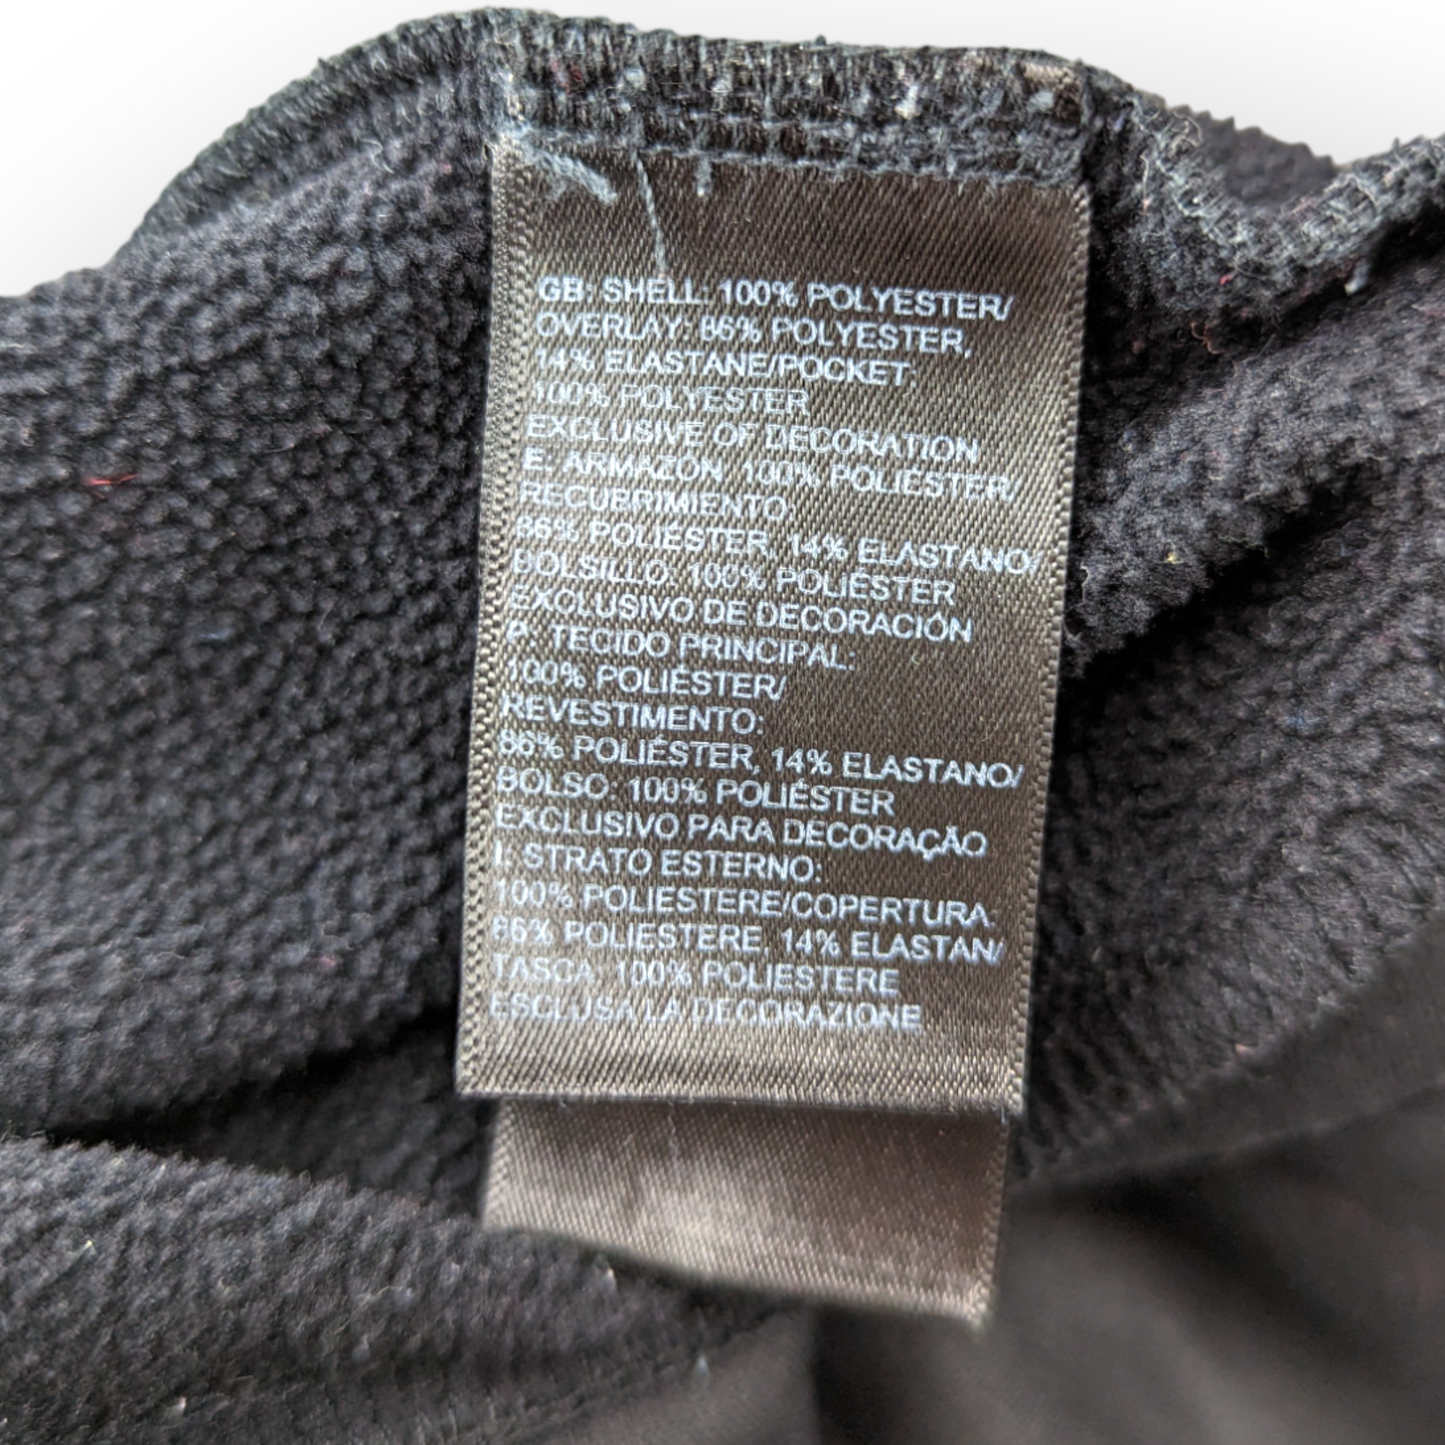 GB: SHELL: 100% POLYESTER/
OVERLAY: 86% POLYESTER,
14% ELASTANE/POCKET:
100% POLYESTER
EXCLUSIVE OF DECORATION
E: ARMAZÓN: 100% POLIÉSTER/
RECUBRIMIENTO:
86% POLIÉSTER, 14% ELASTANO/
BOLSILLO: 100% POLIÉSTER
EXCLUSIVO DE DECORACIÓN
P: TECIDO PRINCIPAL:
100% POLIÉSTER/
REVESTIMENTO:
86% POLIÉSTER, 14% ELASTANO/
BOLSO: 100% POLIÉSTER
EXCLUSIVO PARA DECORAÇÃO
I: STRATO ESTERNO:
100% POLIESTERE/COPERTURA:
86% POLIESTERE, 14% ELASTAN/
TASCA: 100% POLIESTERE
ESCLUSA LA DECORAZIONE